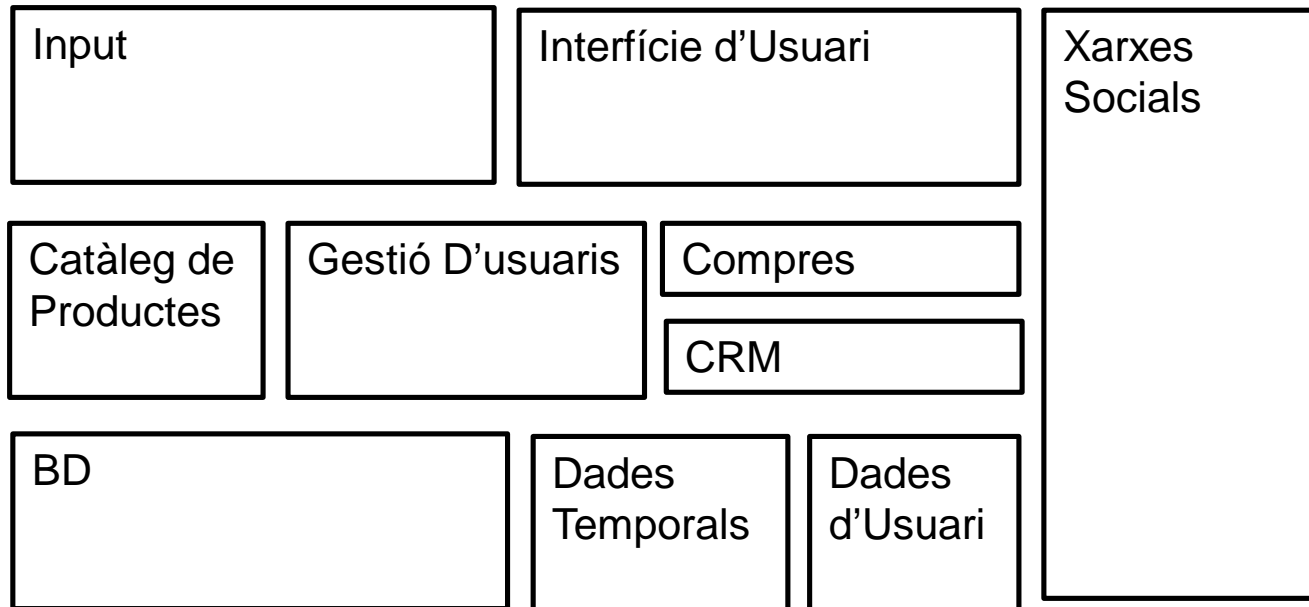 Input
Interfície d’Usuari
Xarxes
Socials
Catàleg de
Productes
Gestió D’usuaris
Compres
CRM
BD
Dades
Temporals
Dades
d’Usuari